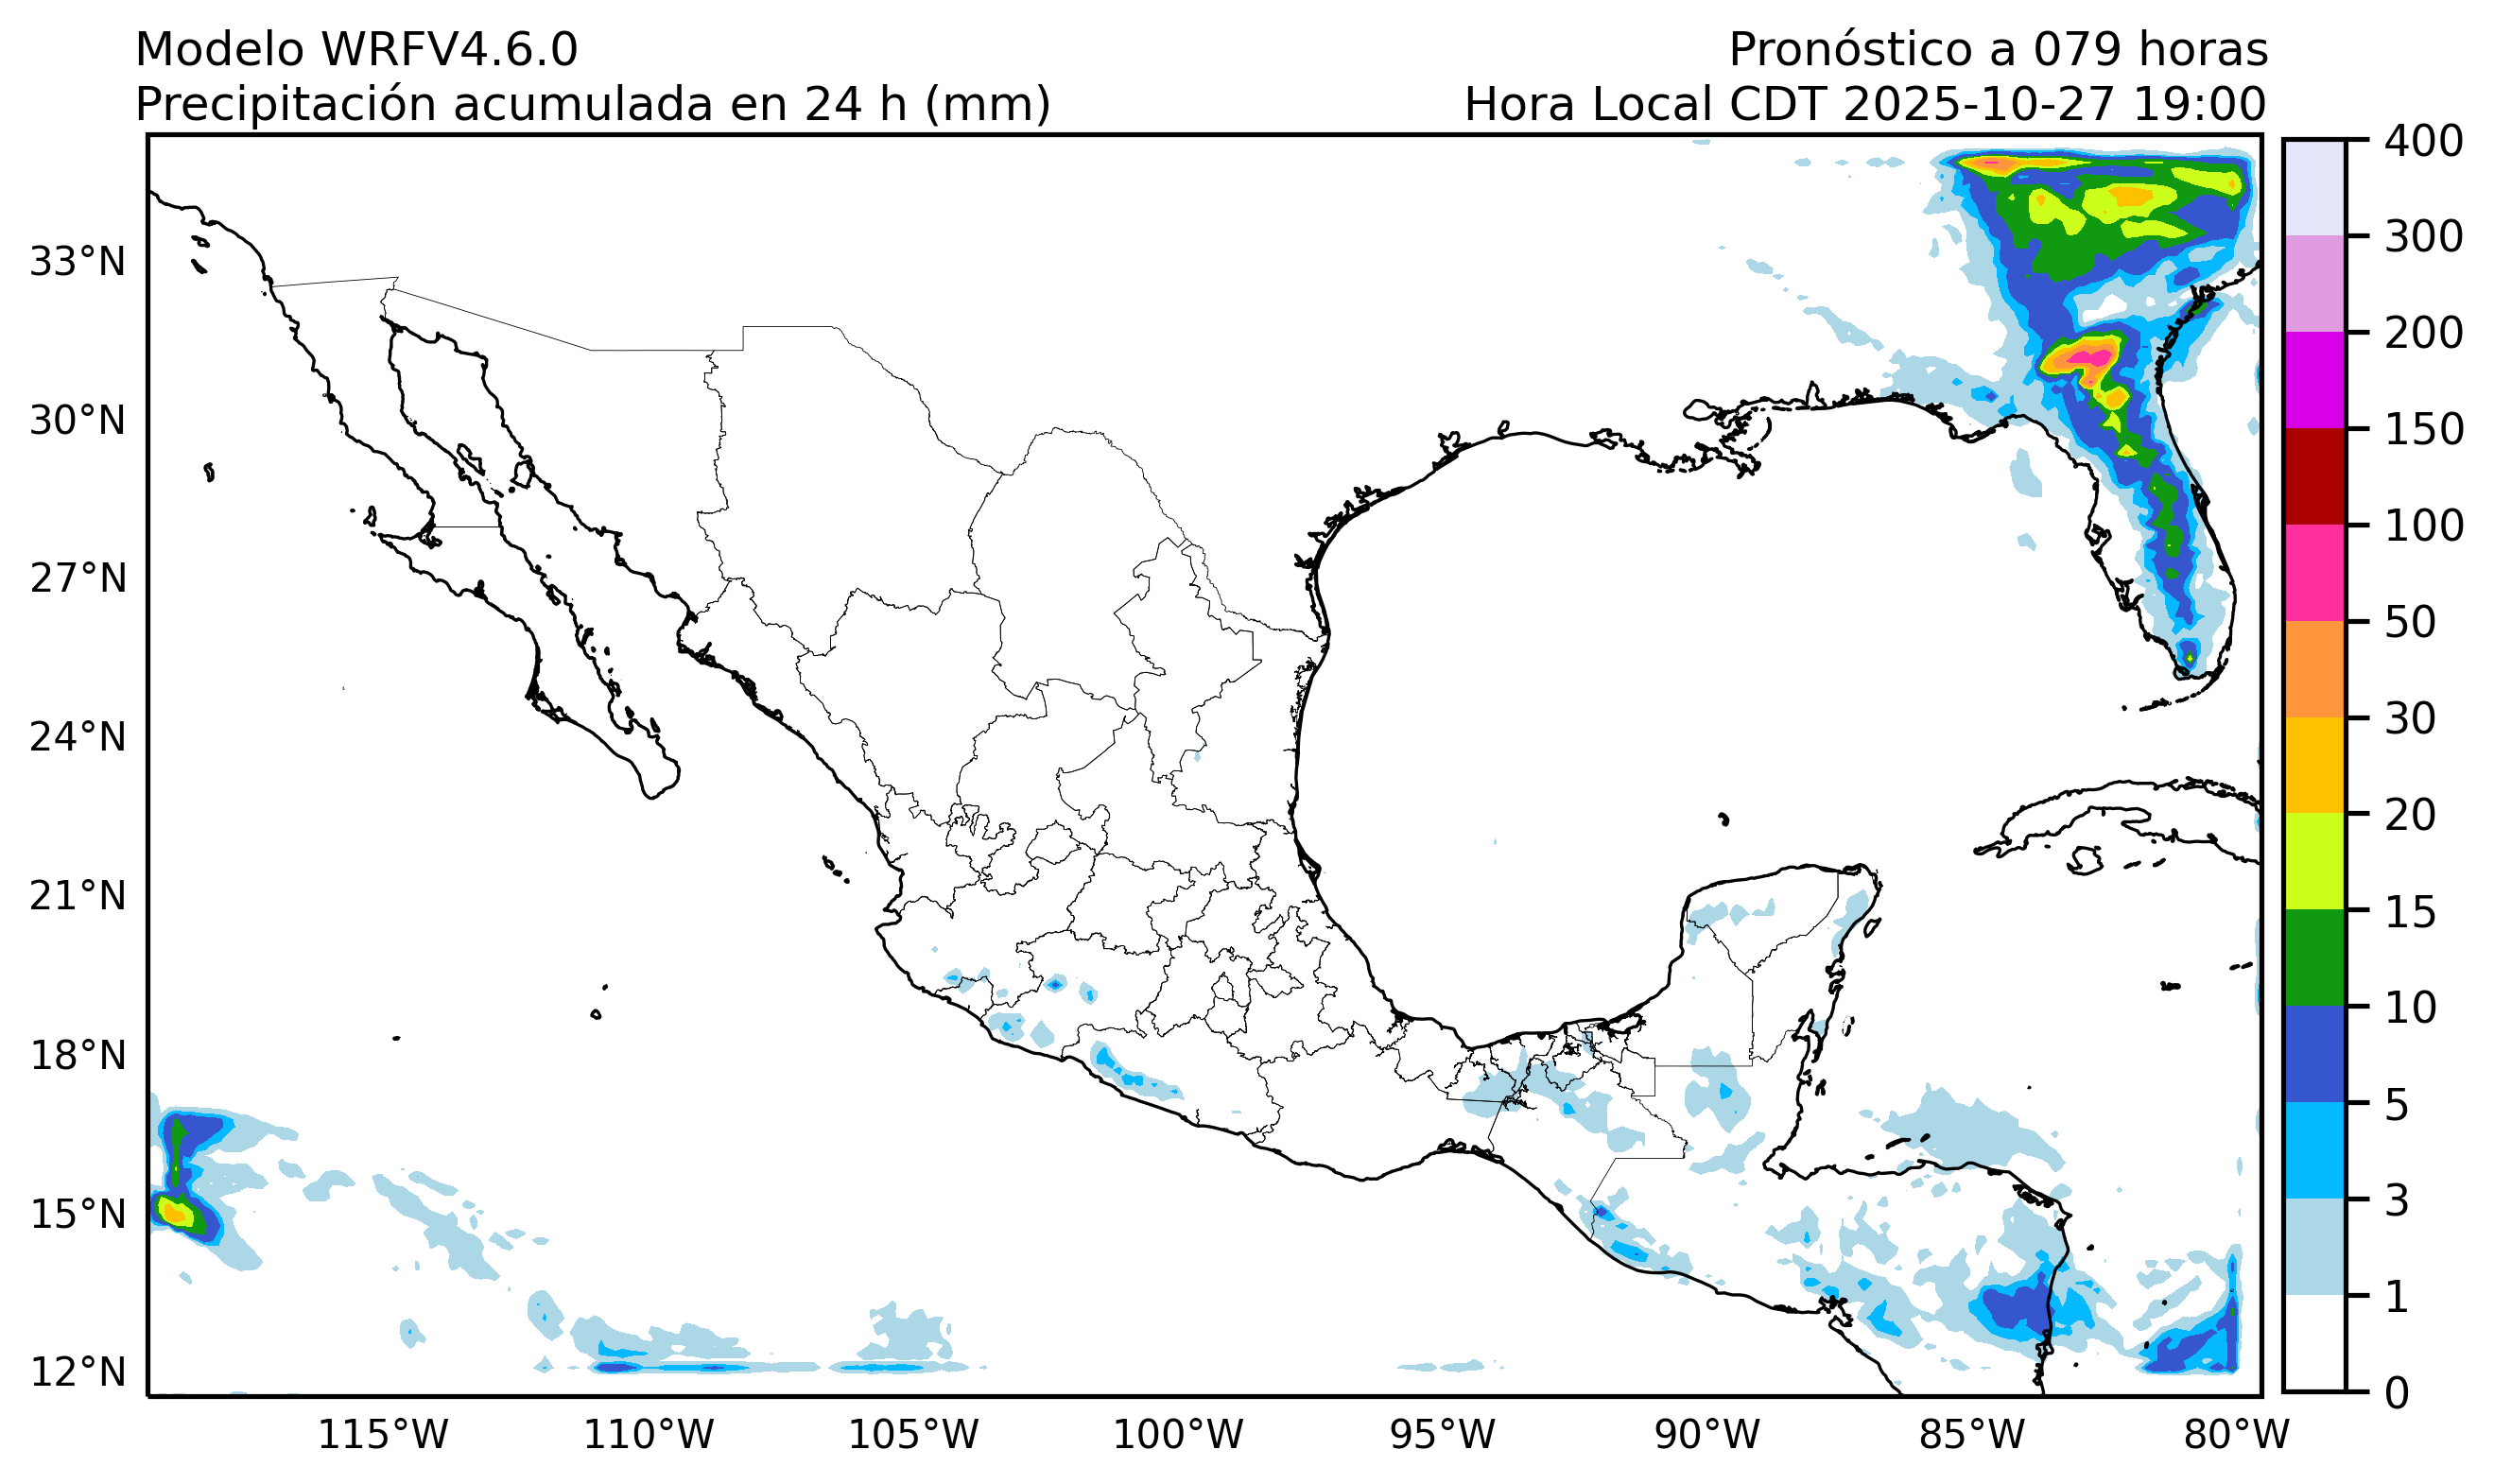 Modelo WRFV4.6.0
Pronóstico a 079 horas
Precipitación acumulada en 24 h (mm)
Hora Local CDT 2025-10-27 19:00
33°N
30°N
27°N
24°N
21°N
18°N
15°N
12°N
115°W
110°W
105°W
100°W
95°W
90°W
85°W
80°W
400
300
200
150
100
50
30
20
15
10
5
3
1
0